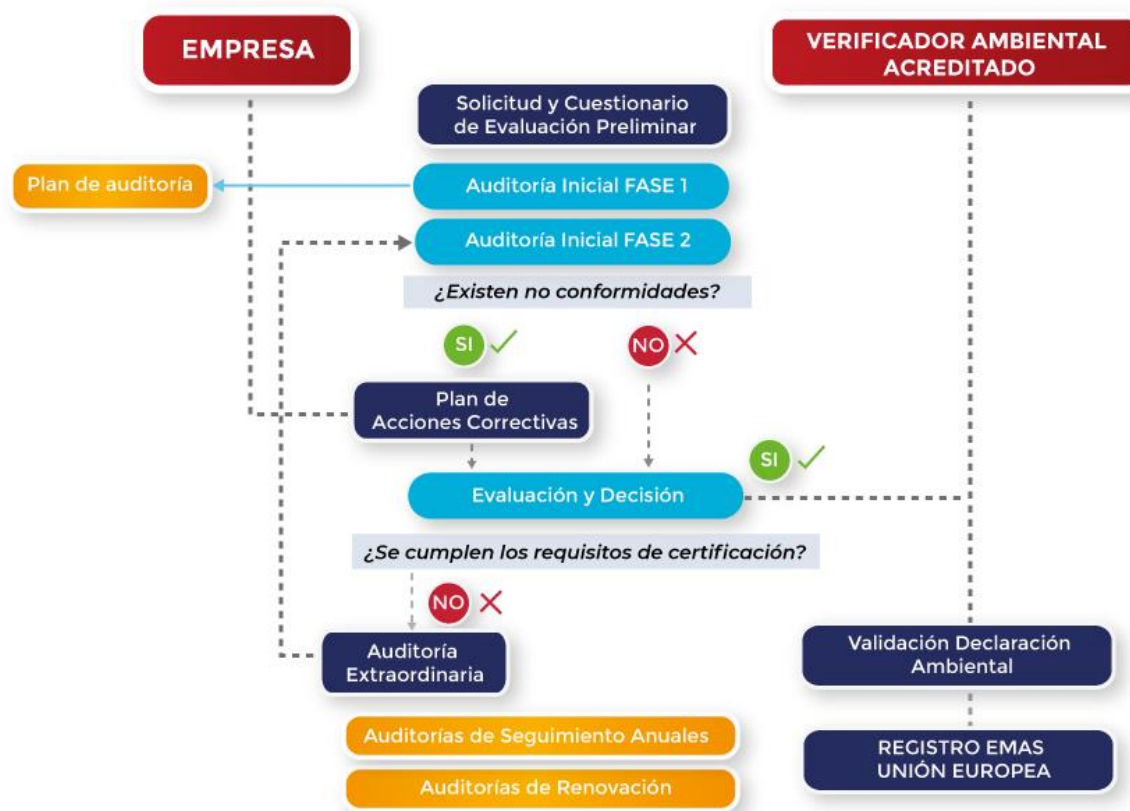 EMPRESA
VERIFICADOR AMBIENTAL
ACREDITADO
Solicitud y Cuestionario
de Evaluación Preliminar
Plan de auditoría
Auditoría Inicial FASE 1
Auditoría Inicial FASE 2
¿Existen no conformidades?
SI
NO
Plan de
Acciones Correctivas
SI
Evaluación y Decisión
¿Se cumplen los requisitos de certificación?
NO
Auditoría
Extraordinaria
Validación Declaración
Ambiental
Auditorías de Seguimiento Anuales
REGISTRO EMAS
UNIÓN EUROPEA
Auditorías de Renovación